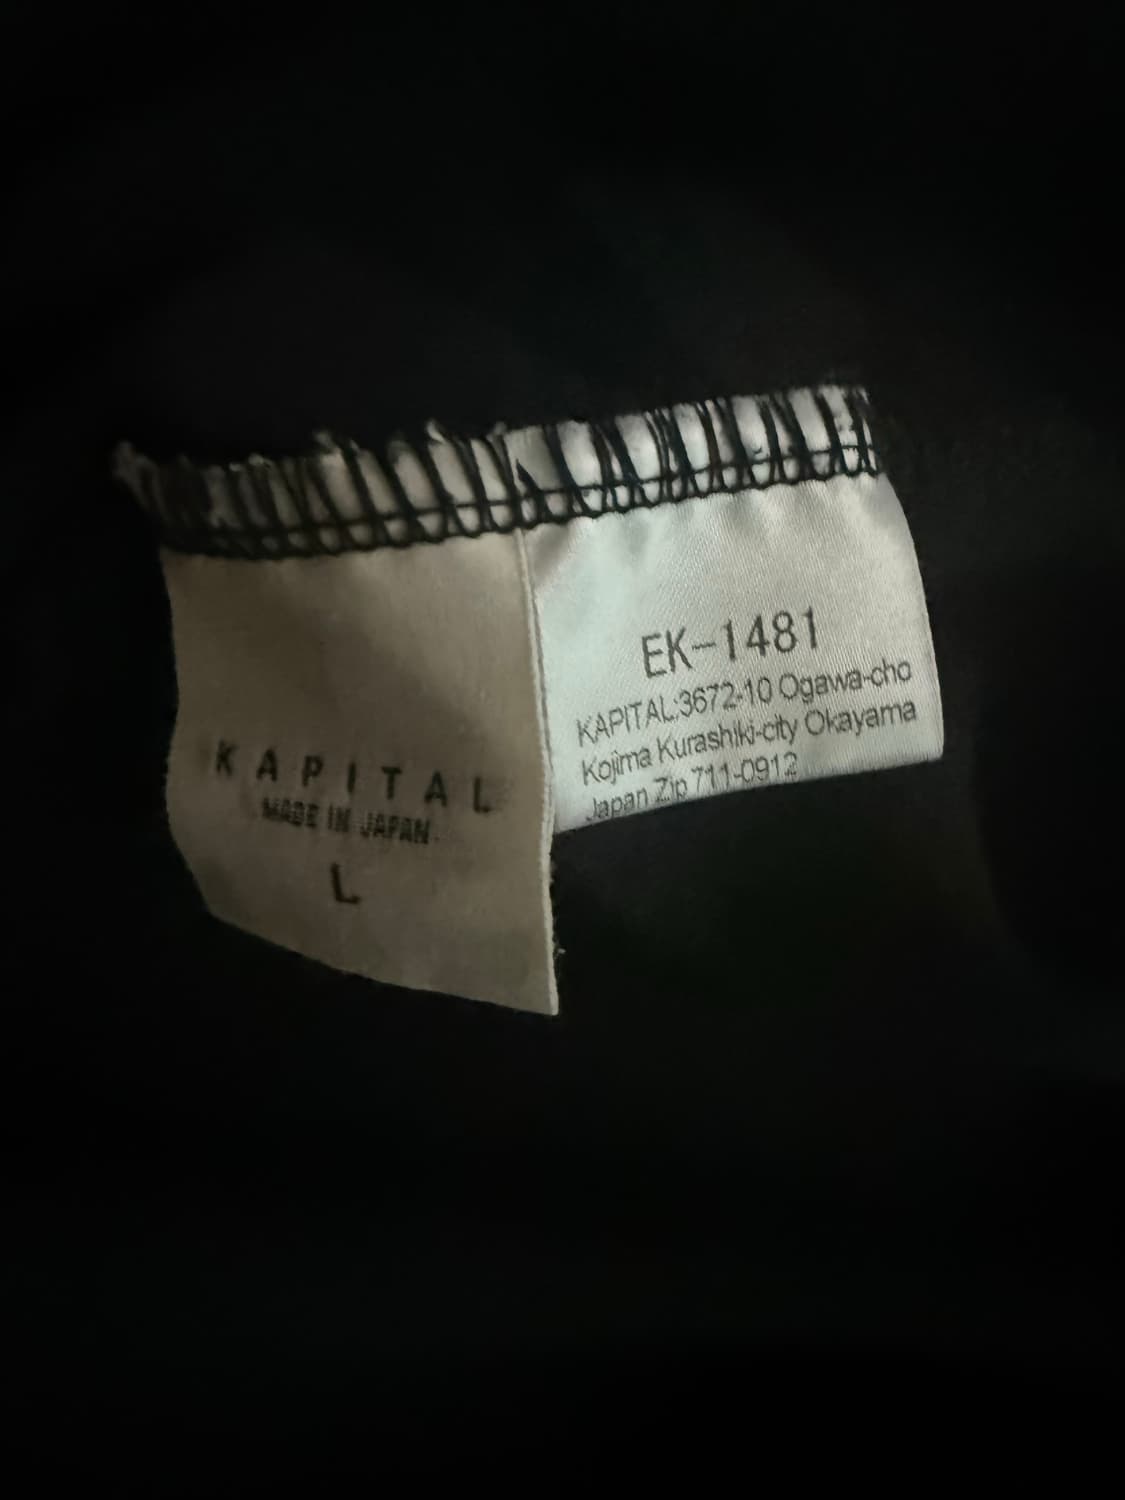 KAPITAL
MADE IN JAPAN
L
EK-1481
KAPITAL:3672-10 Ogawa-cho
Kojima Kurashiki-city Okayama
Japan Zip 711-0912